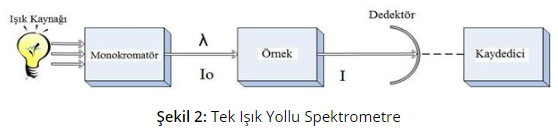 Işık Kaynağı
Monokromatör
λ
Io
Örnek
I
Dedektör
Kaydedici
Şekil 2: Tek Işık Yollu Spektrometre